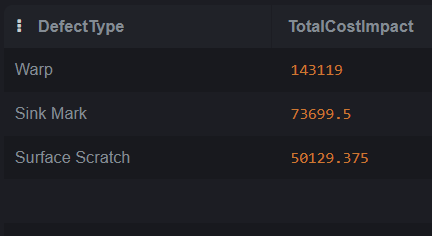 DefectType TotalCostImpact
Warp 143119
Sink Mark 73699.5
Surface Scratch 50129.375